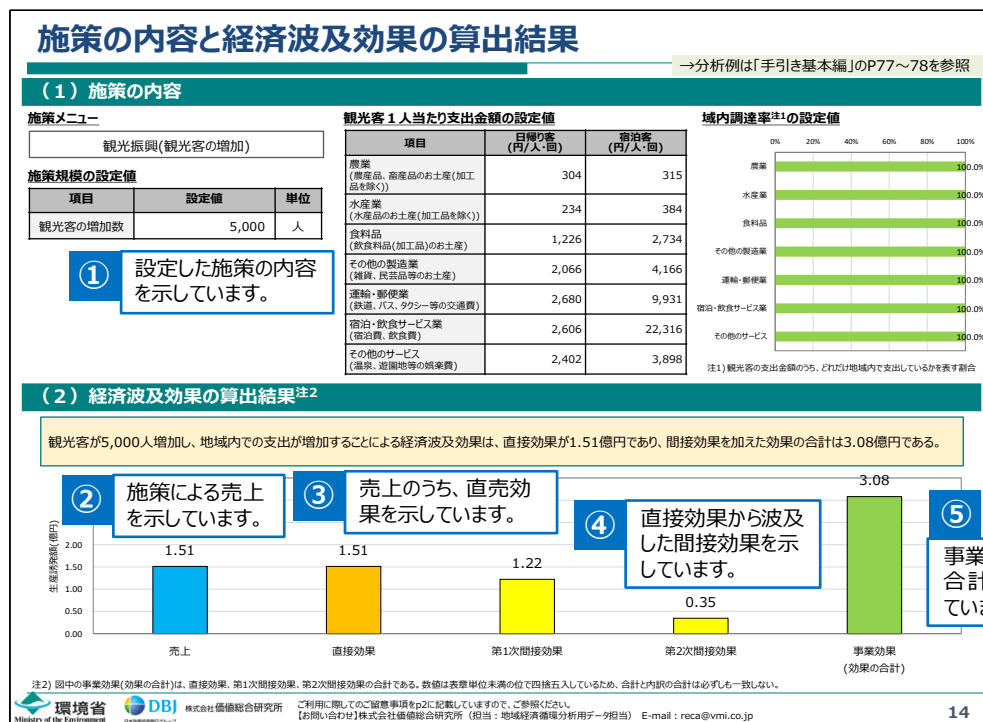 施策の内容と経済波及効果の算出結果
→分析例は「手引き基本編」のP77～78を参照
（１）施策の内容
施策メニュー
観光振興(観光客の増加)
施策規模の設定値
項目 設定値 単位
観光客の増加数 5,000 人
① 設定した施策の内容
を示しています。
観光客１人当たり支出金額の設定値
項目 日帰り客
(円/人・回) 宿泊客
(円/人・回)
農業
(農産品、畜産品のお土産(加工
品を除く)) 304 315
水産業
(水産品のお土産(加工品を除く)) 234 384
食料品
(飲食料品(加工品)のお土産) 1,226 2,734
その他の製造業
(雑貨、民芸品等のお土産) 2,066 4,166
運輸・郵便業
(鉄道、バス、タクシー等の交通費) 2,680 9,931
宿泊・飲食サービス業
(宿泊費、飲食費) 2,606 22,316
その他のサービス
(温泉、遊園地等の娯楽費) 2,402 3,898
域内調達率注1の設定値
0% 20% 40% 60% 80% 100%
農業 100.0%
水産業 100.0%
食料品 100.0%
その他の製造業 100.0%
運輸・郵便業 100.0%
宿泊・飲食サービス業 100.0%
その他のサービス 100.0%
注1) 観光客の支出金額のうち、どれだけ地域内で支出しているかを表す割合
（２）経済波及効果の算出結果注2
観光客が5,000人増加し、地域内での支出が増加することによる経済波及効果は、直接効果が1.51億円であり、間接効果を加えた効果の合計は3.08億円である。
② 施策による売上
を示しています。
③ 売上のうち、直売効
果を示しています。
④ 直接効果から波及
した間接効果を示
しています。
⑤
事業
合計
ていま
生産誘発額(億円)
2.00
1.50
1.00
0.50
0.00
1.51 1.51 1.22 0.35 3.08
売上 直接効果 第1次間接効果 第2次間接効果 事業効果
(効果の合計)
注2) 図中の事業効果(効果の合計)は、直接効果、第1次間接効果、第2次間接効果の合計である。数値は表章単位未満の位で四捨五入しているため、合計と内訳の合計は必ずしも一致しない。
環境省
Ministry of the Environment
DBJ
日本政策投資銀行グループ
株式会社価値総合研究所
ご利用に際してのご留意事項をp2に記載していますので、ご参照ください。
【お問い合わせ】株式会社価値総合研究所（担当：地域経済循環分析用データ担当） E-mail：reca@vmi.co.jp
14